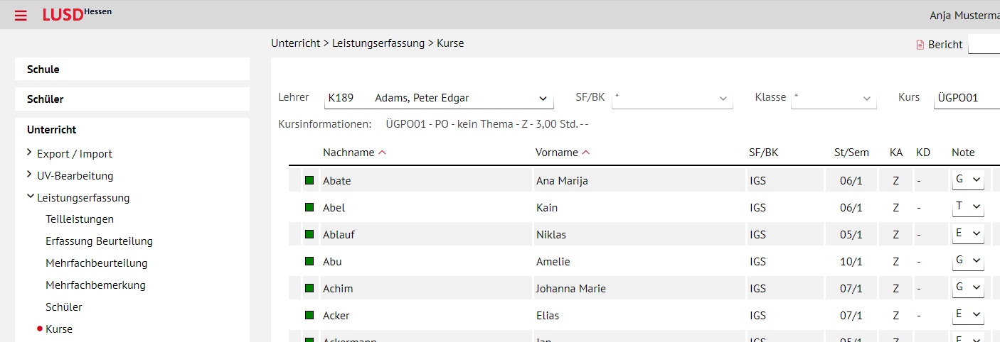 LUSD Hessen
Anja Musterma
Unterricht > Leistungserfassung > Kurse
Bericht
Schule
Schüler
Unterricht
Export / Import
UV-Bearbeitung
Leistungserfassung
Teilleistungen
Erfassung Beurteilung
Mehrfachbeurteilung
Mehrfachbemerkung
Schüler
Kurse
Lehrer K189 Adams, Peter Edgar SF/BK * Klasse * Kurs ÜGPO01
Kursinformationen: ÜGPO01 - PO - kein Thema - Z - 3,00 Std. - -
Nachname Vorname SF/BK St/Sem KA KD Note
Abate Ana Marija IGS 06/1 Z - G
Abel Kain IGS 06/1 Z - T
Ablauf Niklas IGS 05/1 Z - E
Abu Amelie IGS 10/1 Z - G
Achim Johanna Marie IGS 07/1 Z - G
Acker Elias IGS 07/1 Z - E
Ackermann Jan IGS 05/1 Z - E